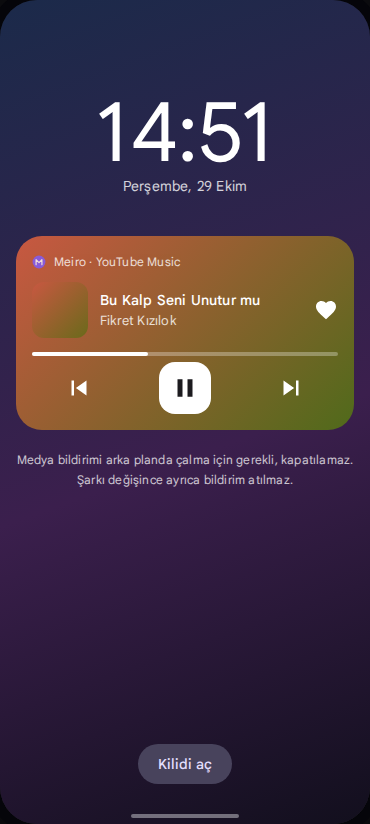 14:51
Perşembe, 29 Ekim
M
Meiro · YouTube Music
Bu Kalp Seni Unutur mu
Fikret Kızılok
Medya bildirimi arka planda çalma için gerekli, kapatılamaz.
Şarkı değişince ayrıca bildirim atılmaz.
Kilidi aç